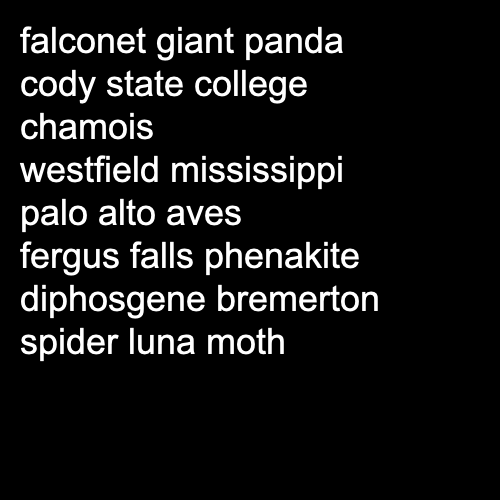 falconet giant panda
cody state college
chamois
westfield mississippi
palo alto aves
fergus falls phenakite
diphosgene bremerton
spider luna moth